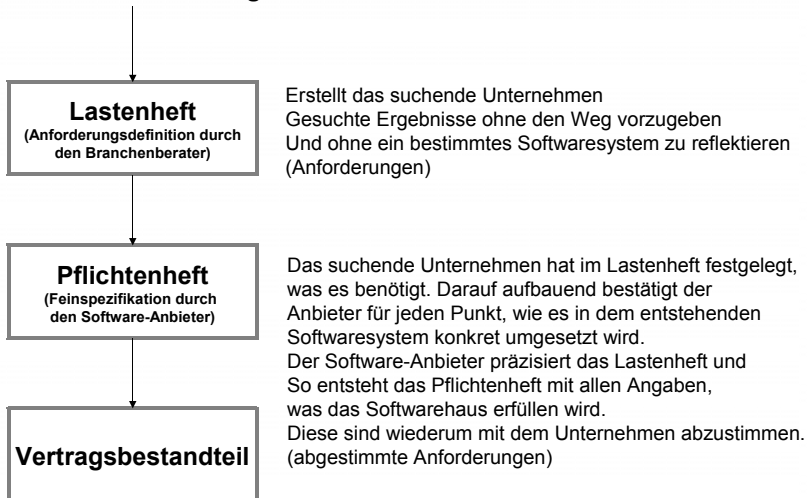 Lastenheft
(Anforderungsdefinition durch
den Branchenberater)
Erstellt das suchende Unternehmen
Gesuchte Ergebnisse ohne den Weg vorzugeben
Und ohne ein bestimmtes Softwaresystem zu reflektieren
(Anforderungen)
Pflichtenheft
(Feinspezifikation durch
den Software-Anbieter)
Das suchende Unternehmen hat im Lastenheft festgelegt,
was es benötigt. Darauf aufbauend bestätigt der
Anbieter für jeden Punkt, wie es in dem entstehenden
Softwaresystem konkret umgesetzt wird.
Der Software-Anbieter präzisiert das Lastenheft und
So entsteht das Pflichtenheft mit allen Angaben,
was das Softwarehaus erfüllen wird.
Diese sind wiederum mit dem Unternehmen abzustimmen.
(abgestimmte Anforderungen)
Vertragsbestandteil